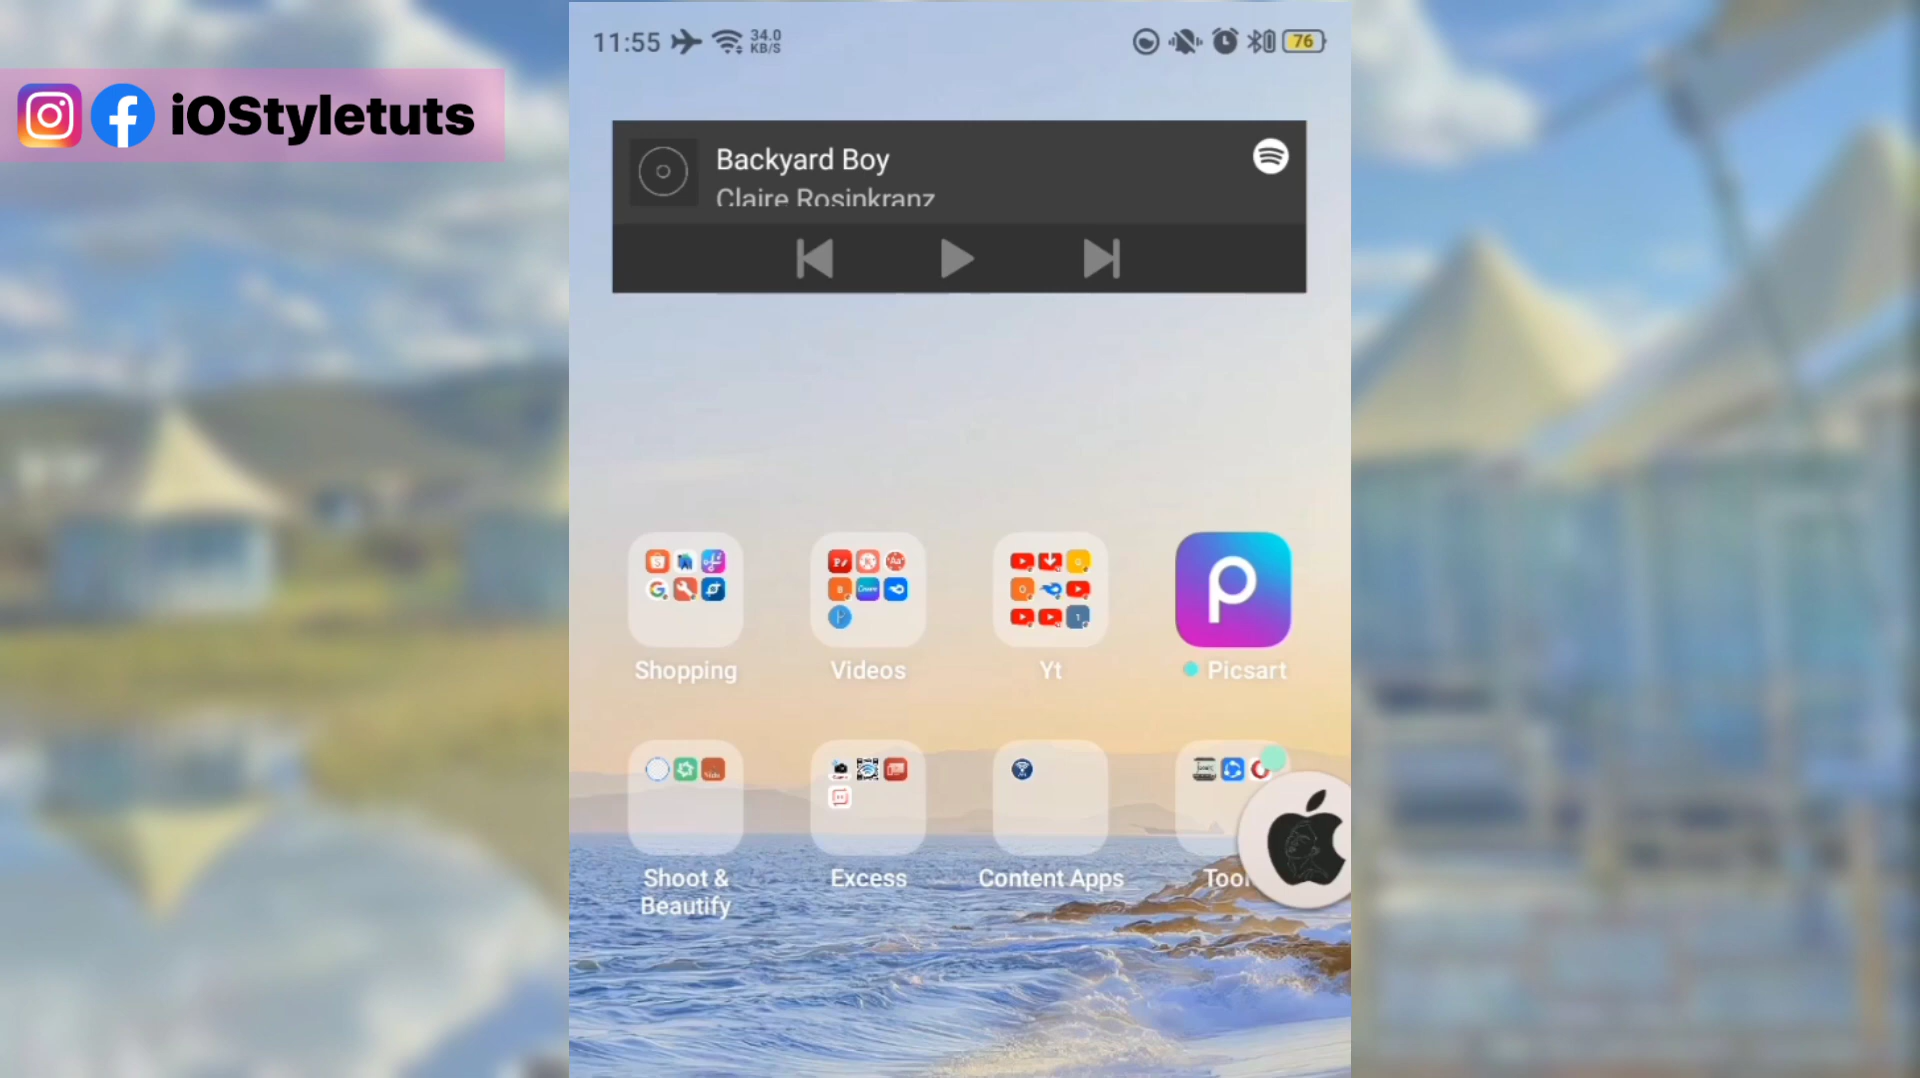 iOStyletuts
11:55
34.0
KB/S
76
Backyard Boy
Claire Rosinkranz
Shopping
Videos
Yt
Picsart
Shoot &
Beautify
Excess
Content Apps